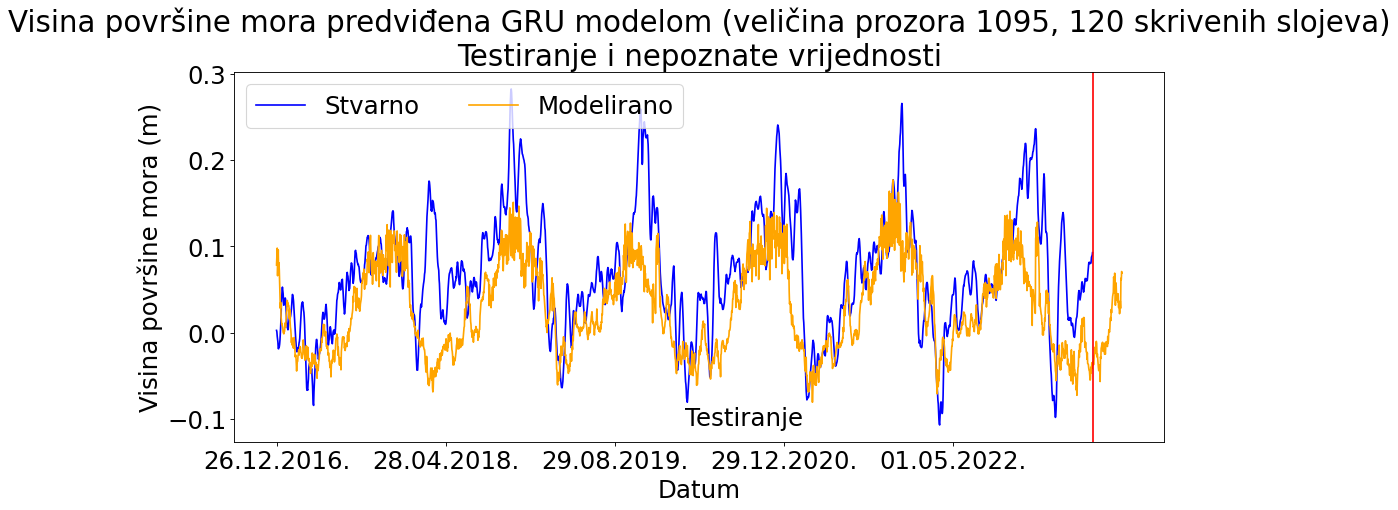 Visina površine mora predviđena GRU modelom (veličina prozora 1095, 120 skrivenih slojeva)
Testiranje i nepoznate vrijednosti
Stvarno
Modelirano
Visina površine mora (m)
0.3
0.2
0.1
0.0
−0.1
Testiranje
26.12.2016.
28.04.2018.
29.08.2019.
29.12.2020.
01.05.2022.
Datum